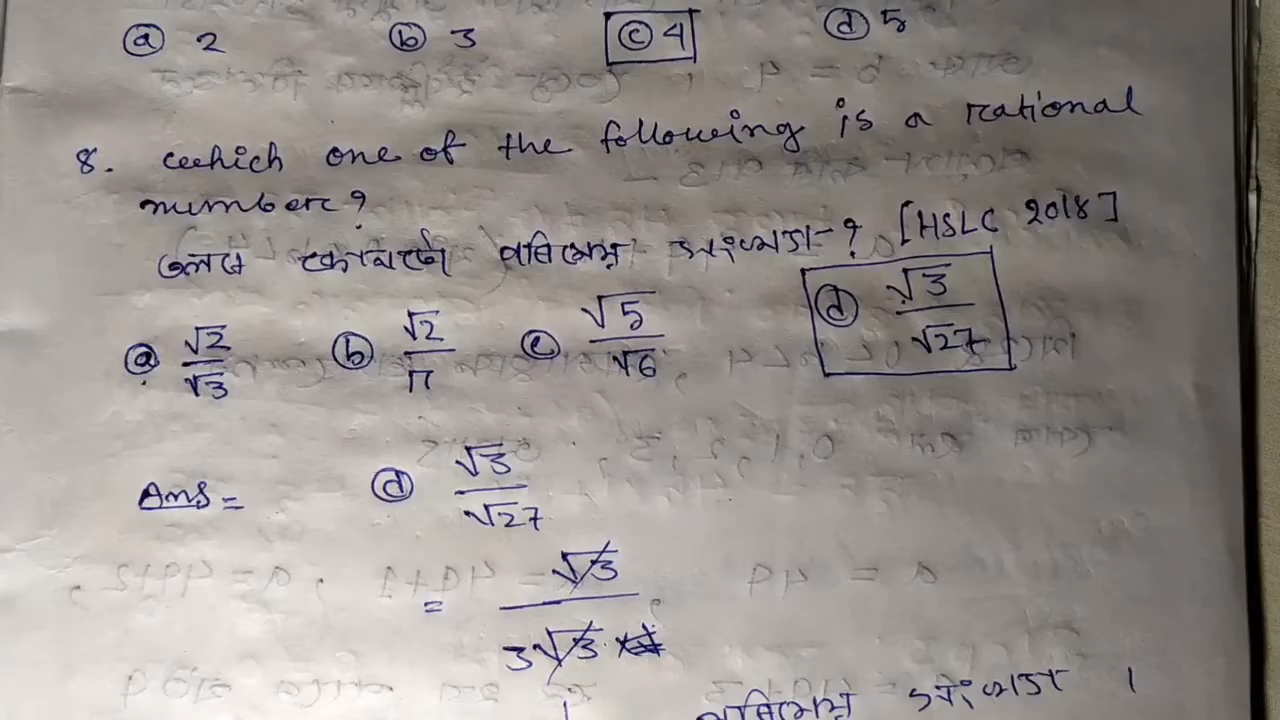 ⓐ 2 ⓑ 3 ⓒ 4 ⓓ 5
8. Which one of the following is a rational
number?
তলৰ কোনটো পৰিমেয় সংখ্যা? [HSLC 2018]
ⓐ √2/√3 ⓑ √2/π ⓒ √5/√6 ⓓ √3/√27
Ans = ⓓ √3/√27
= √3/3√3
পৰিমেয় সংখ্যা ।